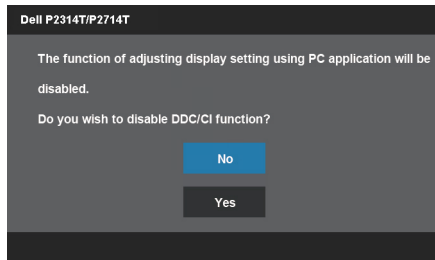 Dell P2314T/P2714T
The function of adjusting display setting using PC application will be
disabled.
Do you wish to disable DDC/CI function?
No
Yes